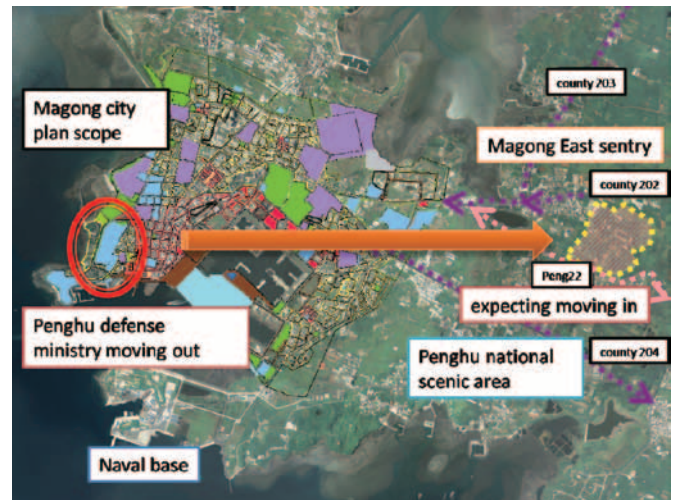 county 203
Magong city
plan scope
Magong East sentry
county 202
Peng22
expecting moving in
Penghu defense
ministry moving out
county 204
Penghu national
scenic area
Naval base